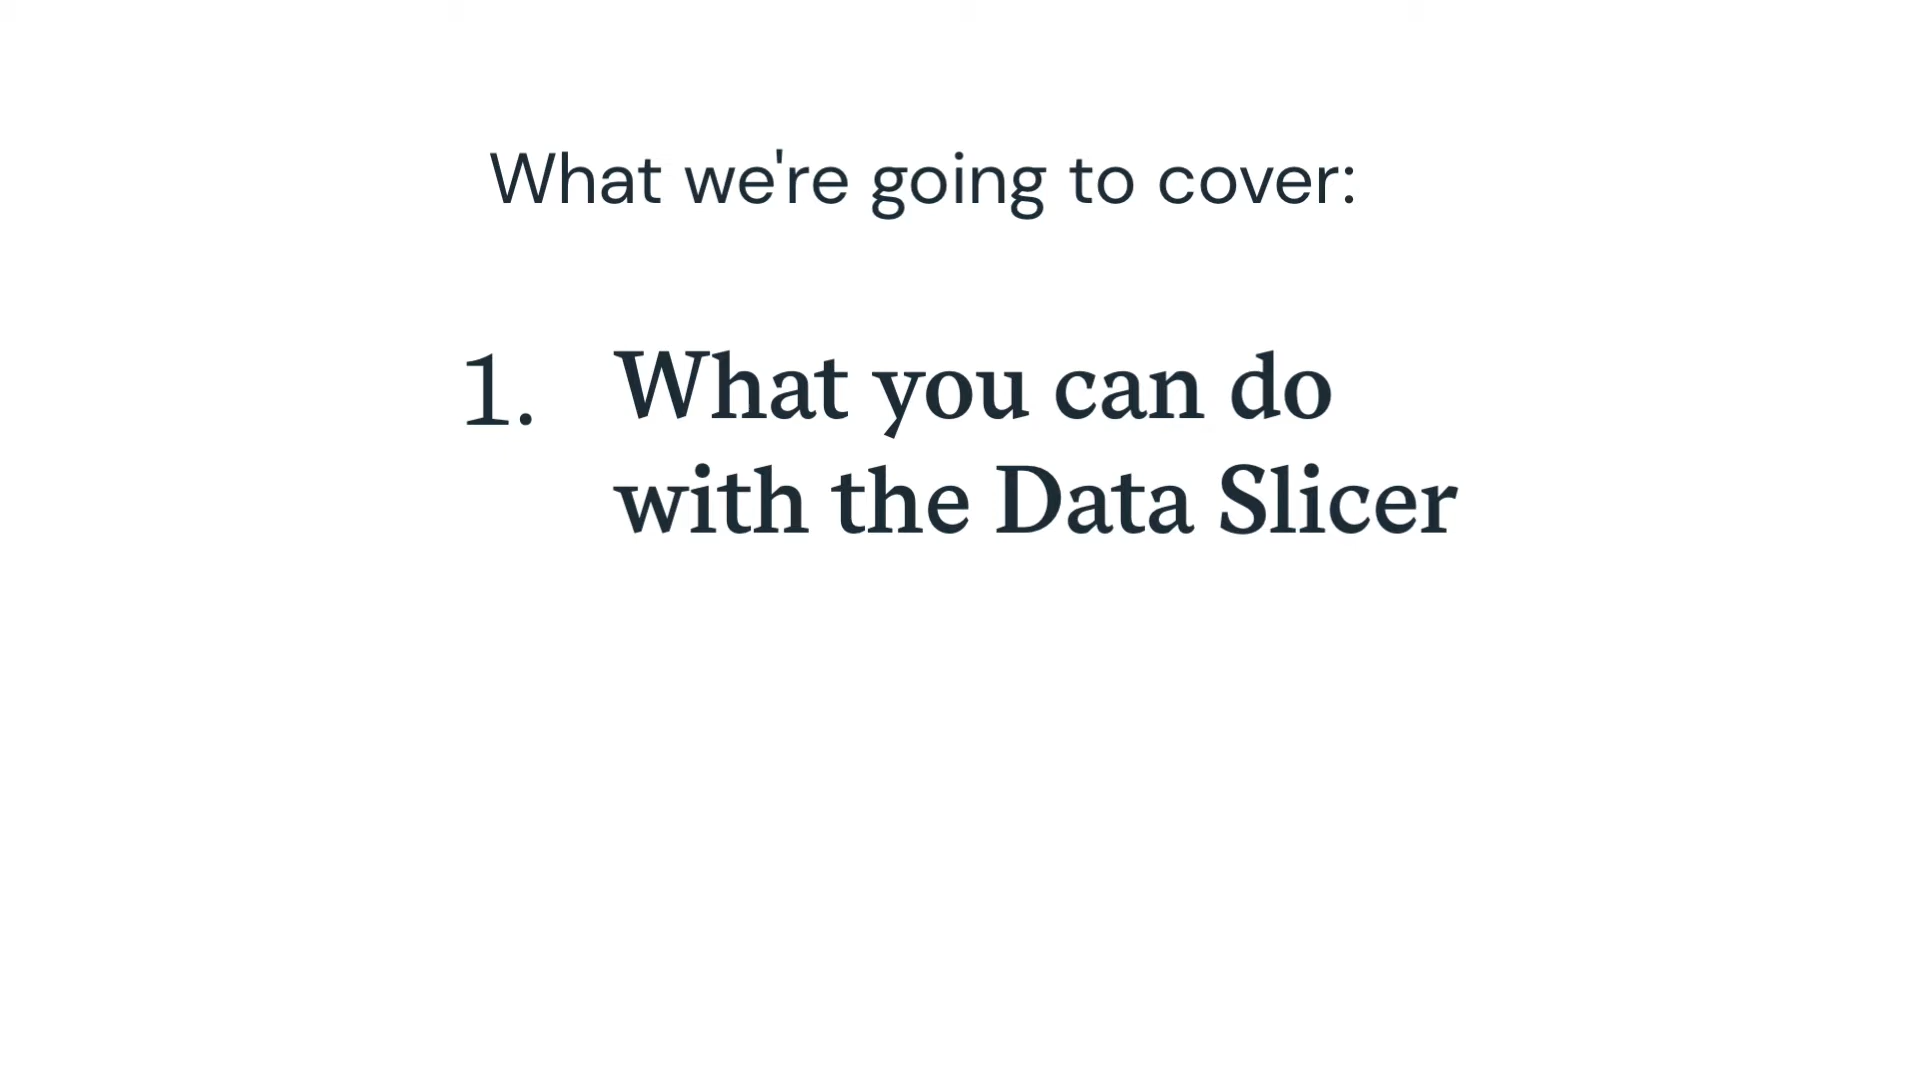 What we're going to cover:
1. What you can do
with the Data Slicer